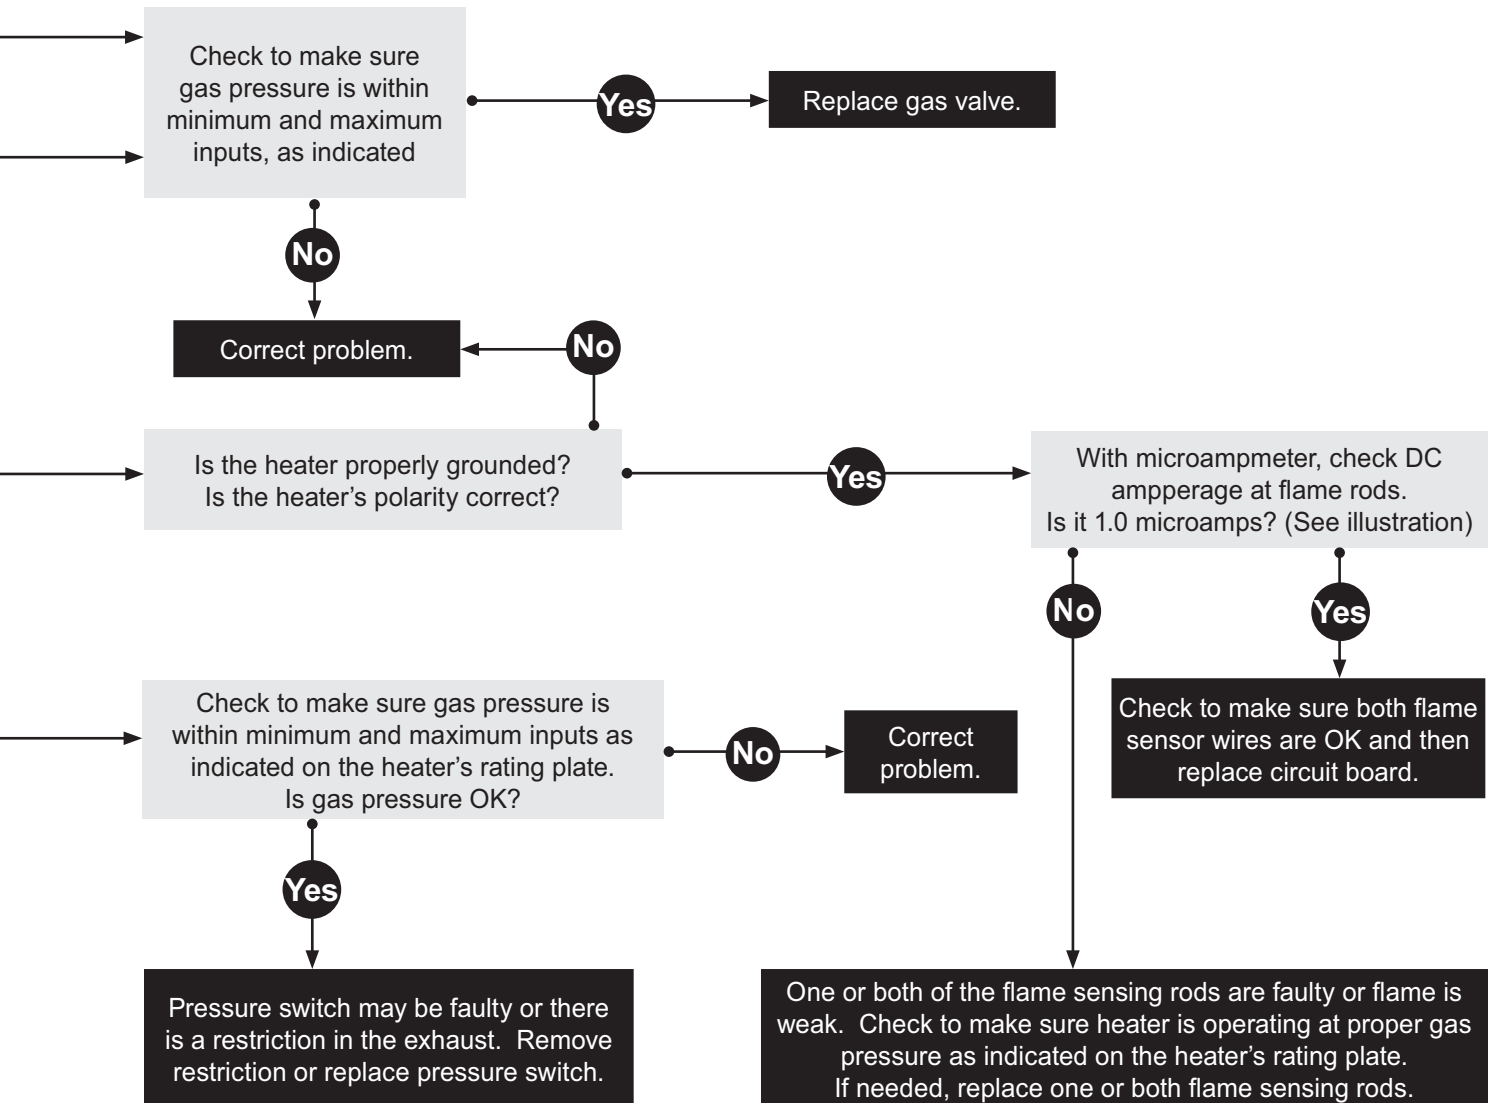 Check to make sure
gas pressure is within
minimum and maximum
inputs, as indicated
Yes
Replace gas valve.
No
Correct problem.
No
Is the heater properly grounded?
Is the heater's polarity correct?
Yes
With microampmeter, check DC
ampperage at flame rods.
Is it 1.0 microamps? (See illustration)
No
Yes
Check to make sure both flame
sensor wires are OK and then
replace circuit board.
Check to make sure gas pressure is
within minimum and maximum inputs as
indicated on the heater's rating plate.
Is gas pressure OK?
No
Correct
problem.
Yes
Pressure switch may be faulty or there
is a restriction in the exhaust.  Remove
restriction or replace pressure switch.
One or both of the flame sensing rods are faulty or flame is
weak.  Check to make sure heater is operating at proper gas
pressure as indicated on the heater's rating plate.
If needed, replace one or both flame sensing rods.